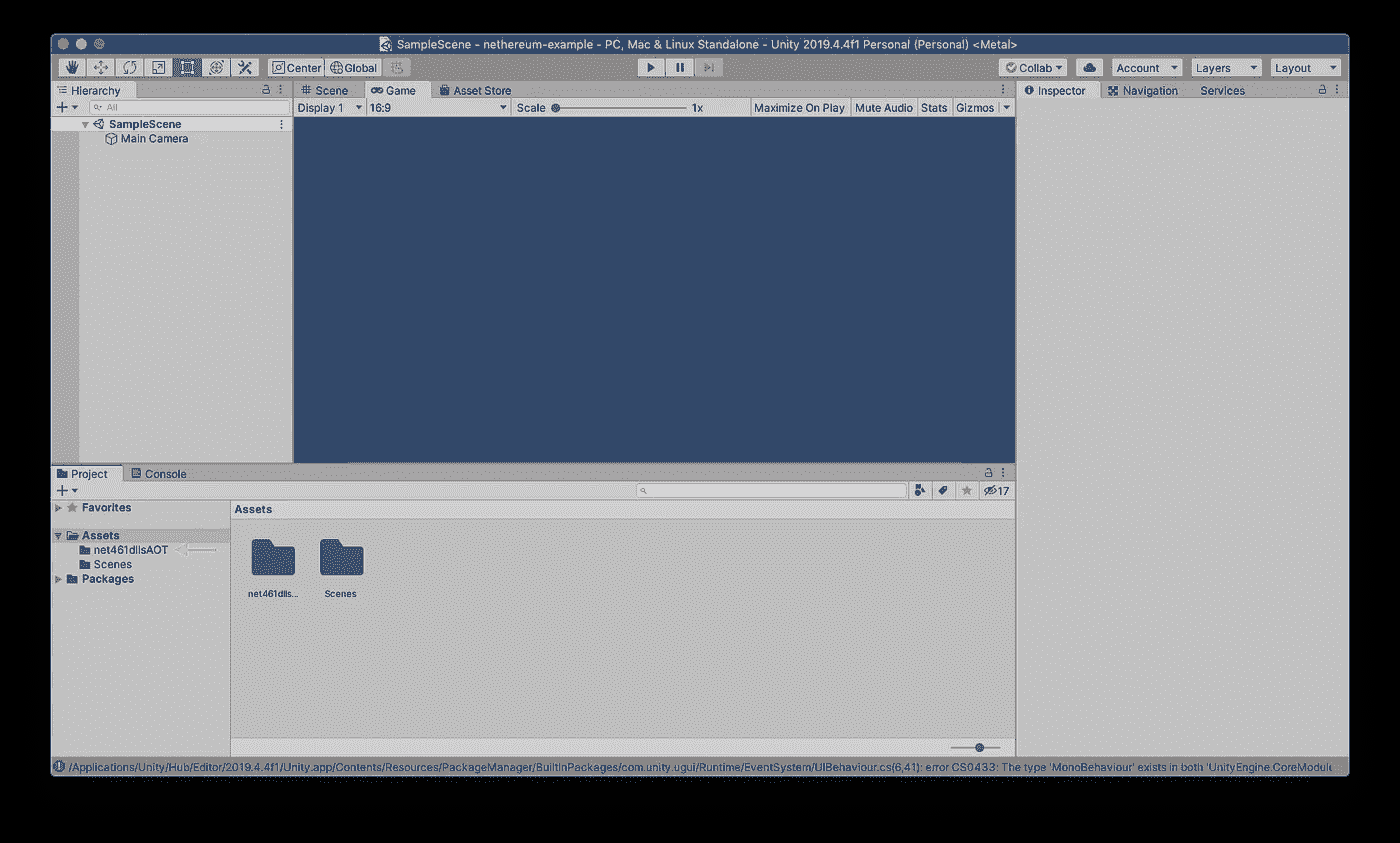 SampleScene - nethereum-example - PC, Mac & Linux Standalone - Unity 2019.4.4f1 Personal (Personal) <Metal>
Center Global Collab Account Layers Layout
Hierarchy
All
SampleScene
Main Camera
Scene Game Asset Store
Display 1 16:9 Scale 1x Maximize On Play Mute Audio Stats Gizmos
Inspector Navigation Services
Project Console
17
Favorites
Assets
net461dllsAOT
Scenes
Packages
Assets
net461dlls... Scenes
/Applications/Unity/Hub/Editor/2019.4.4f1/Unity.app/Contents/Resources/PackageManager/BuiltInPackages/com.unity.ugui/Runtime/EventSystem/UIBehaviour.cs(6,41): error CS0433: The type 'MonoBehaviour' exists in both 'UnityEngine.CoreModule